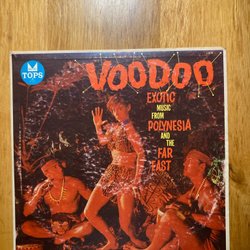 TOPS
VOODOO
EXOTIC
MUSIC
FROM
POLYNESIA
AND
THE
FAR
EAST